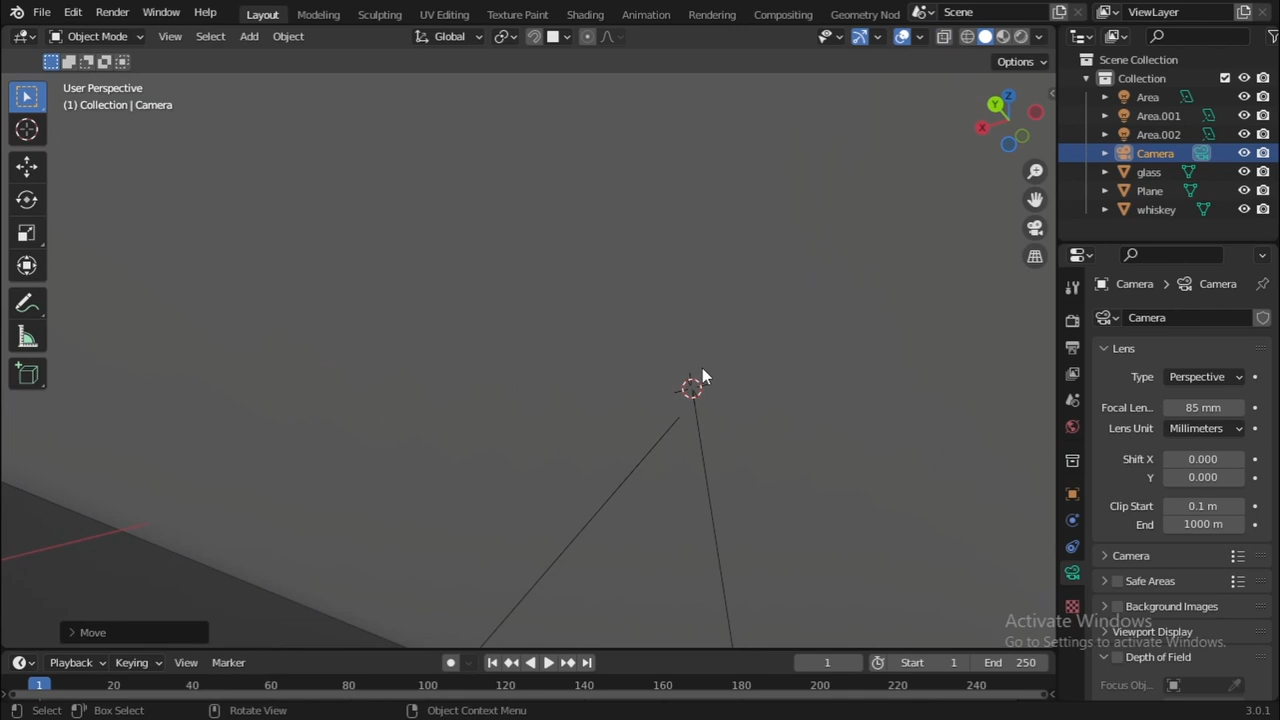 File Edit Render Window Help Layout Modeling Sculpting UV Editing Texture Paint Shading Animation Rendering Compositing Geometry Nod Scene ViewLayer
Object Mode View Select Add Object Global
Options
User Perspective
(1) Collection | Camera
X Y Z
Move
Playback Keying View Marker 1 Start 1 End 250
1 20 40 60 80 100 120 140 160 180 200 220 240
Select Box Select Rotate View Object Context Menu 3.0.1
Scene Collection
Collection
Area
Area.001
Area.002
Camera
glass
Plane
whiskey
Camera Camera
Camera
Lens
Type Perspective
Focal Len... 85 mm
Lens Unit Millimeters
Shift X 0.000
Y 0.000
Clip Start 0.1 m
End 1000 m
Camera
Safe Areas
Background Images
Viewport Display
Depth of Field
Focus Obj...
Activate Windows
Go to Settings to activate Windows.